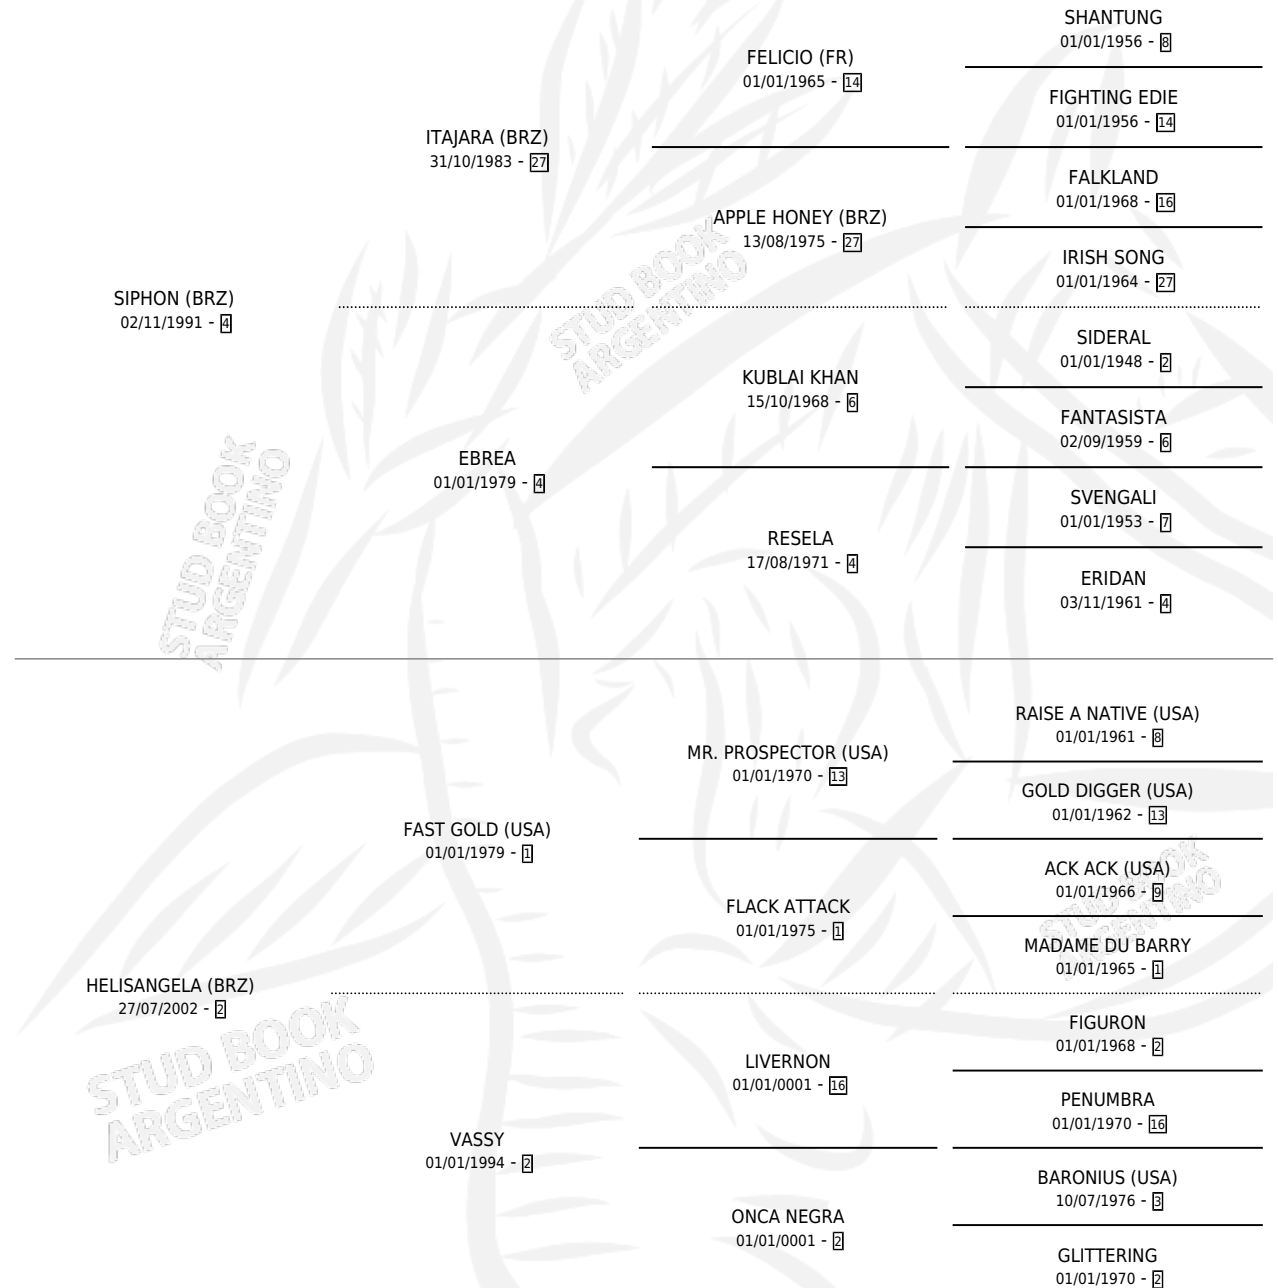 SHANTUNG
01/01/1956 - 8
FELICIO (FR)
01/01/1965 - 14
FIGHTING EDIE
01/01/1956 - 14
ITAJARA (BRZ)
31/10/1983 - 27
FALKLAND
01/01/1968 - 16
APPLE HONEY (BRZ)
13/08/1975 - 27
IRISH SONG
01/01/1964 - 27
SIPHON (BRZ)
02/11/1991 - 4
SIDERAL
01/01/1948 - 2
KUBLAI KHAN
15/10/1968 - 6
FANTASISTA
02/09/1959 - 6
EBREA
01/01/1979 - 4
SVENGALI
01/01/1953 - 7
RESELA
17/08/1971 - 4
ERIDAN
03/11/1961 - 4
RAISE A NATIVE (USA)
01/01/1961 - 8
MR. PROSPECTOR (USA)
01/01/1970 - 13
GOLD DIGGER (USA)
01/01/1962 - 13
FAST GOLD (USA)
01/01/1979 - 1
ACK ACK (USA)
01/01/1966 - 9
FLACK ATTACK
01/01/1975 - 1
MADAME DU BARRY
01/01/1965 - 1
HELISANGELA (BRZ)
27/07/2002 - 2
FIGURON
01/01/1968 - 2
LIVERNON
01/01/0001 - 16
PENUMBRA
01/01/1970 - 16
VASSY
01/01/1994 - 2
BARONIUS (USA)
10/07/1976 - 3
ONCA NEGRA
01/01/0001 - 2
GLITTERING
01/01/1970 - 2
STUD BOOK
ARGENTINO
STUD BOOK
ARGENTINO
STUD BOOK
ARGENTINO
STUD BOOK
ARGENTINO